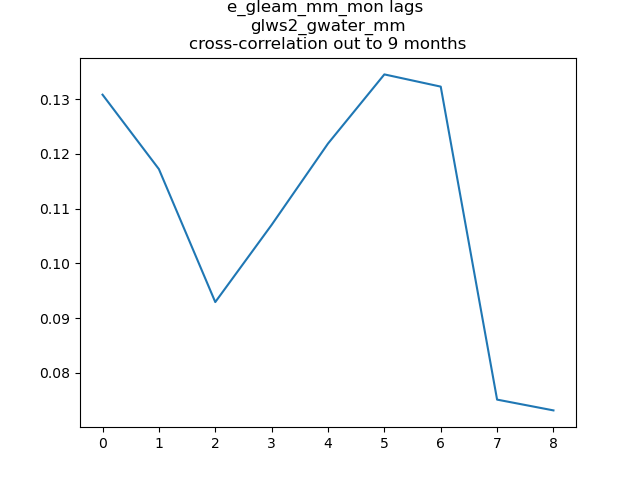 e_gleam_mm_mon lags
glws2_gwater_mm
cross-correlation out to 9 months
0.13
0.12
0.11
0.10
0.09
0.08
0 1 2 3 4 5 6 7 8